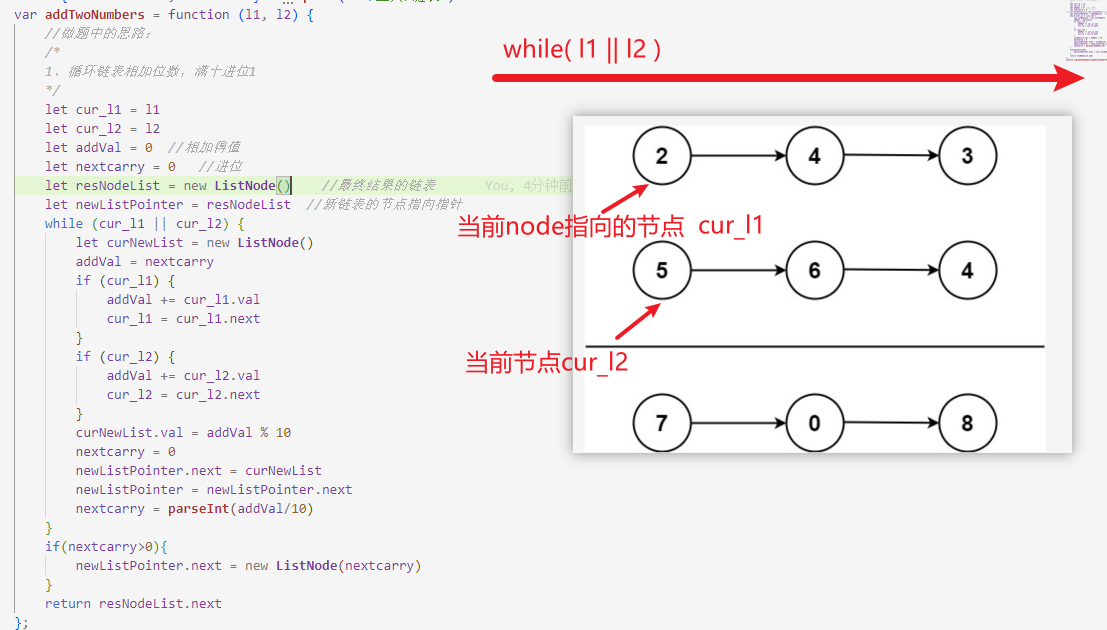 var addTwoNumbers = function (l1, l2) {
//做题中的思路：
/*
1、循环链表相加位数，满十进位1
*/
let cur_l1 = l1
let cur_l2 = l2
let addVal = 0 //相加得值
let nextcarry = 0 //进位
let resNodeList = new ListNode() //最终结果的链表 You, 4分钟前
let newListPointer = resNodeList //新链表的节点指向指针
while (cur_l1 || cur_l2) {
let curNewList = new ListNode()
addVal = nextcarry
if (cur_l1) {
addVal += cur_l1.val
cur_l1 = cur_l1.next
}
if (cur_l2) {
addVal += cur_l2.val
cur_l2 = cur_l2.next
}
curNewList.val = addVal % 10
nextcarry = 0
newListPointer.next = curNewList
newListPointer = newListPointer.next
nextcarry = parseInt(addVal/10)
}
if(nextcarry>0){
newListPointer.next = new ListNode(nextcarry)
}
return resNodeList.next
};
while( l1 || l2 )
2 4 3
当前node指向的节点 cur_l1
5 6 4
当前节点cur_l2
7 0 8